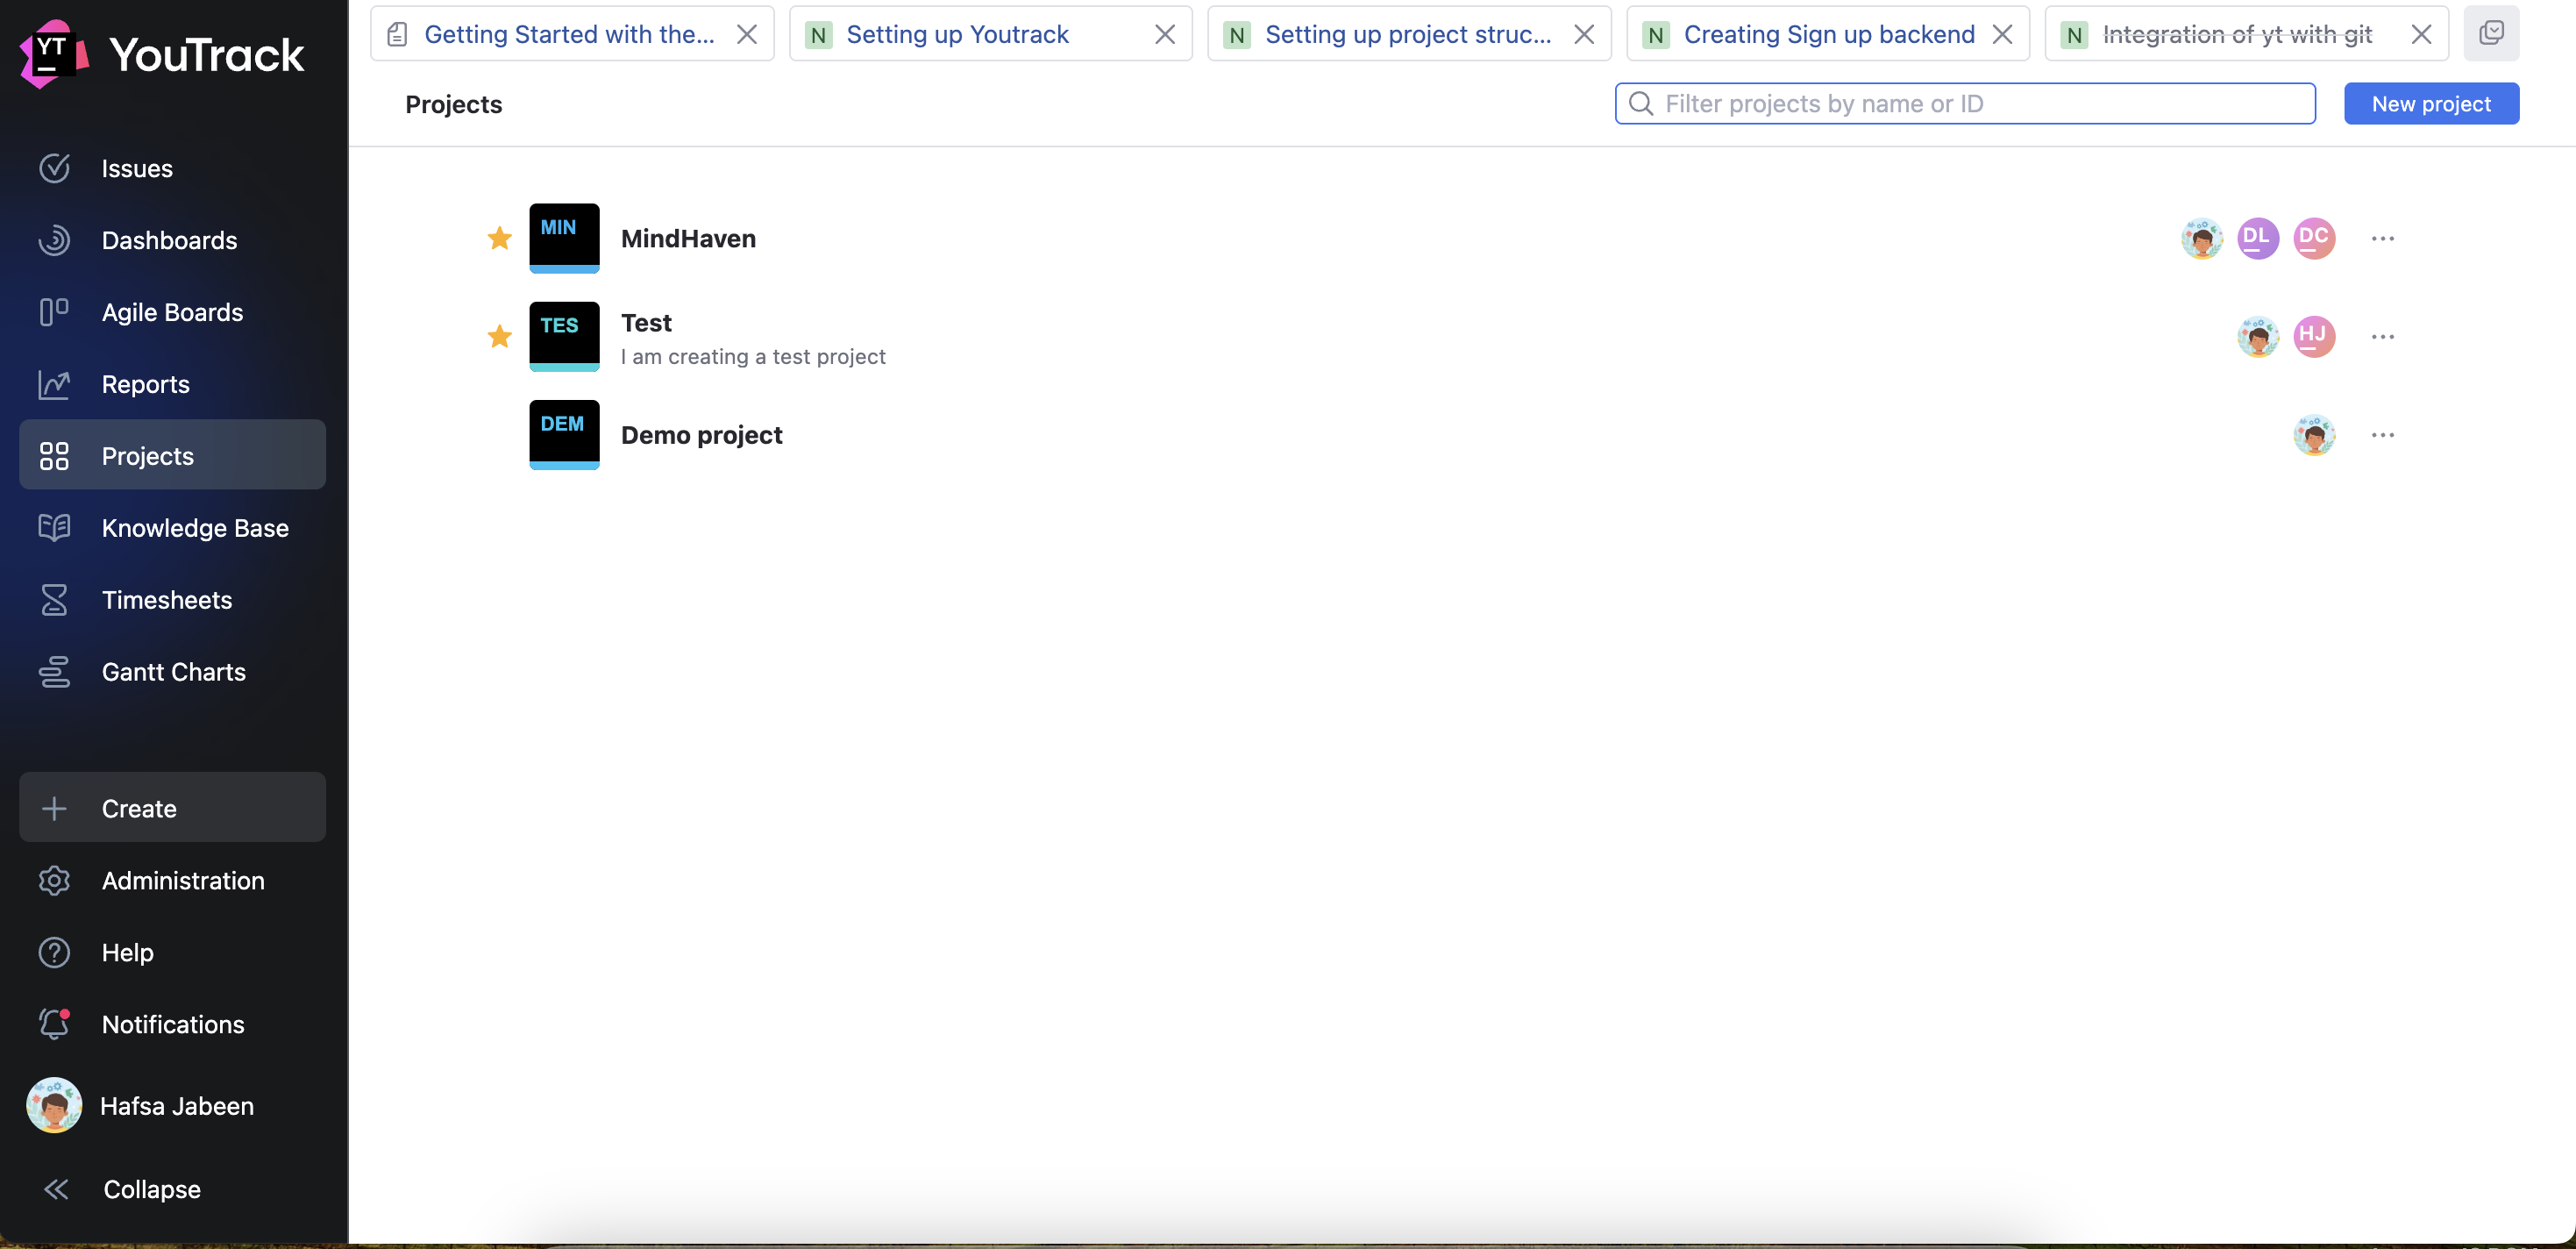 YT
YouTrack
Issues
Dashboards
Agile Boards
Reports
Projects
Knowledge Base
Timesheets
Gantt Charts
Create
Administration
Help
Notifications
Hafsa Jabeen
Collapse
Getting Started with the...
N Setting up Youtrack
N Setting up project struc...
N Creating Sign up backend
N Integration of yt with git
Projects
Filter projects by name or ID
New project
MIN
MindHaven
DL
DC
TES
Test
I am creating a test project
HJ
DEM
Demo project